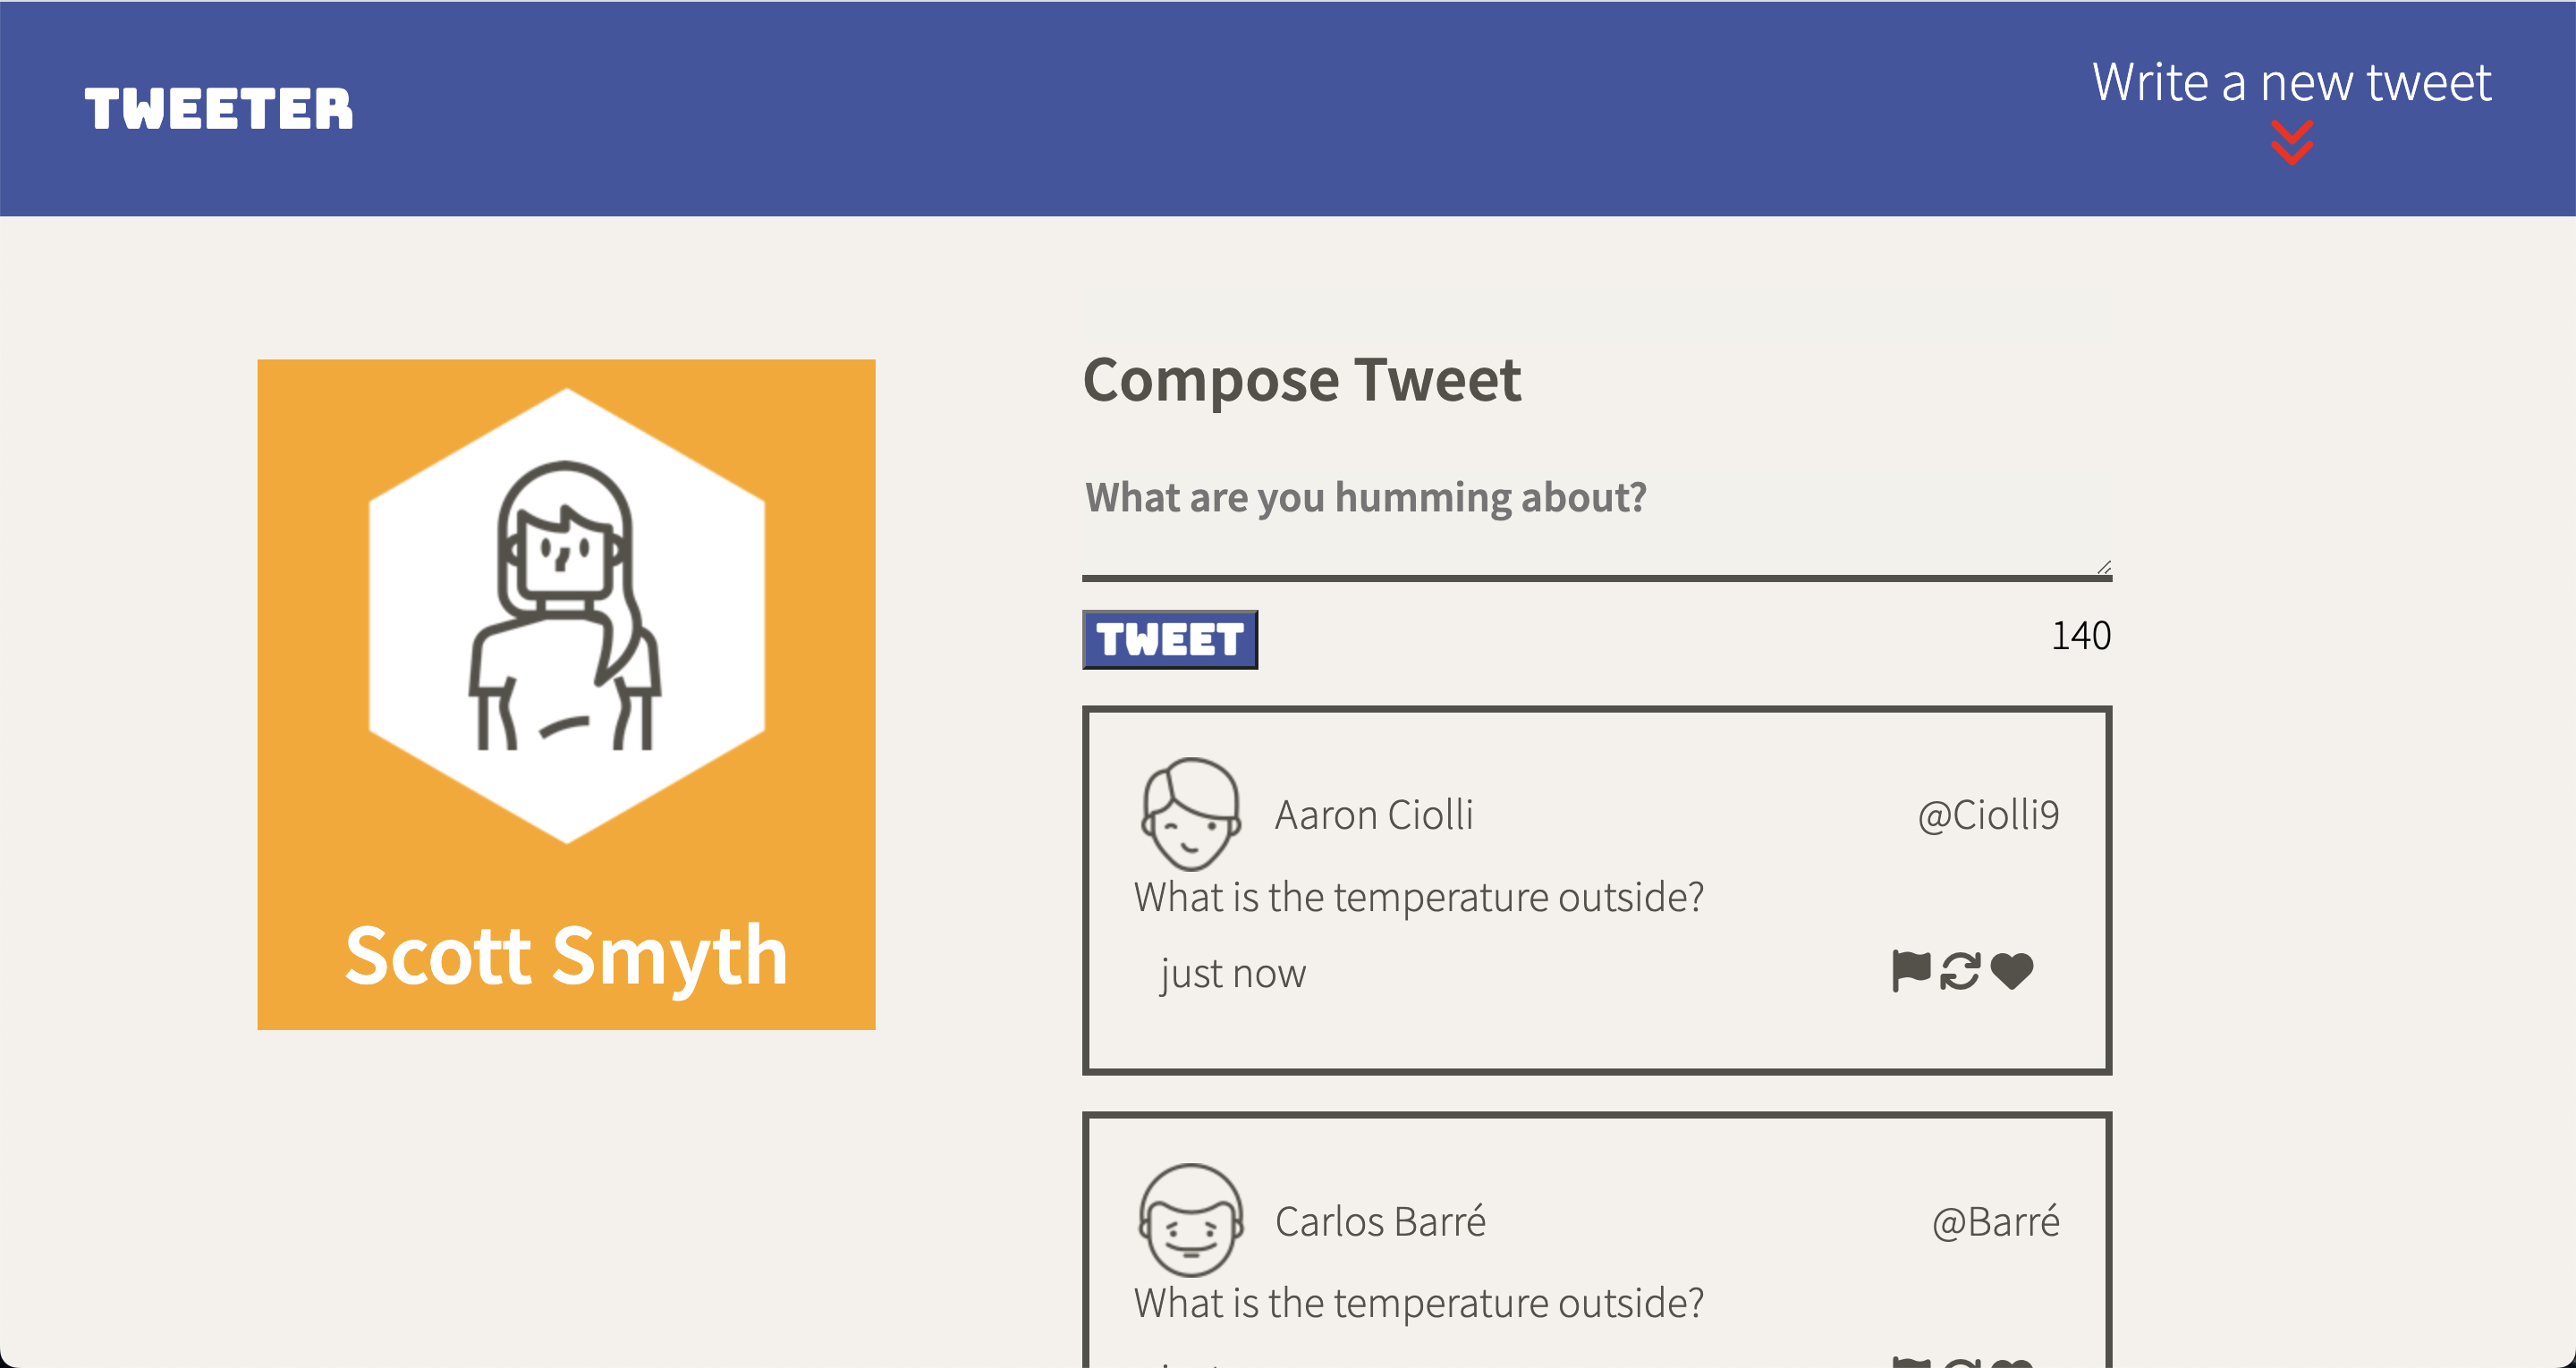 TWEETER
Write a new tweet
Scott Smyth
Compose Tweet
What are you humming about?
TWEET
140
Aaron Ciolli
@Ciolli9
What is the temperature outside?
just now
Carlos Barré
@Barré
What is the temperature outside?